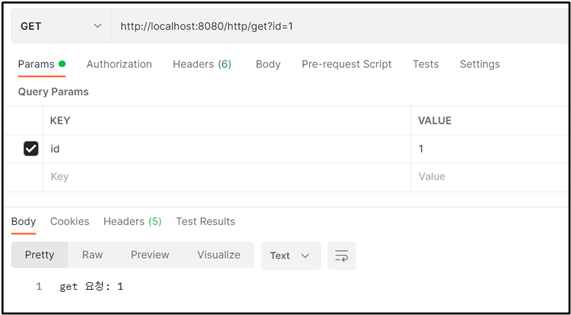 GET http://localhost:8080/http/get?id=1
Params Authorization Headers (6) Body Pre-request Script Tests Settings
Query Params
KEY VALUE
id 1
Key Value
Body Cookies Headers (5) Test Results
Pretty Raw Preview Visualize Text
1 get 요청: 1